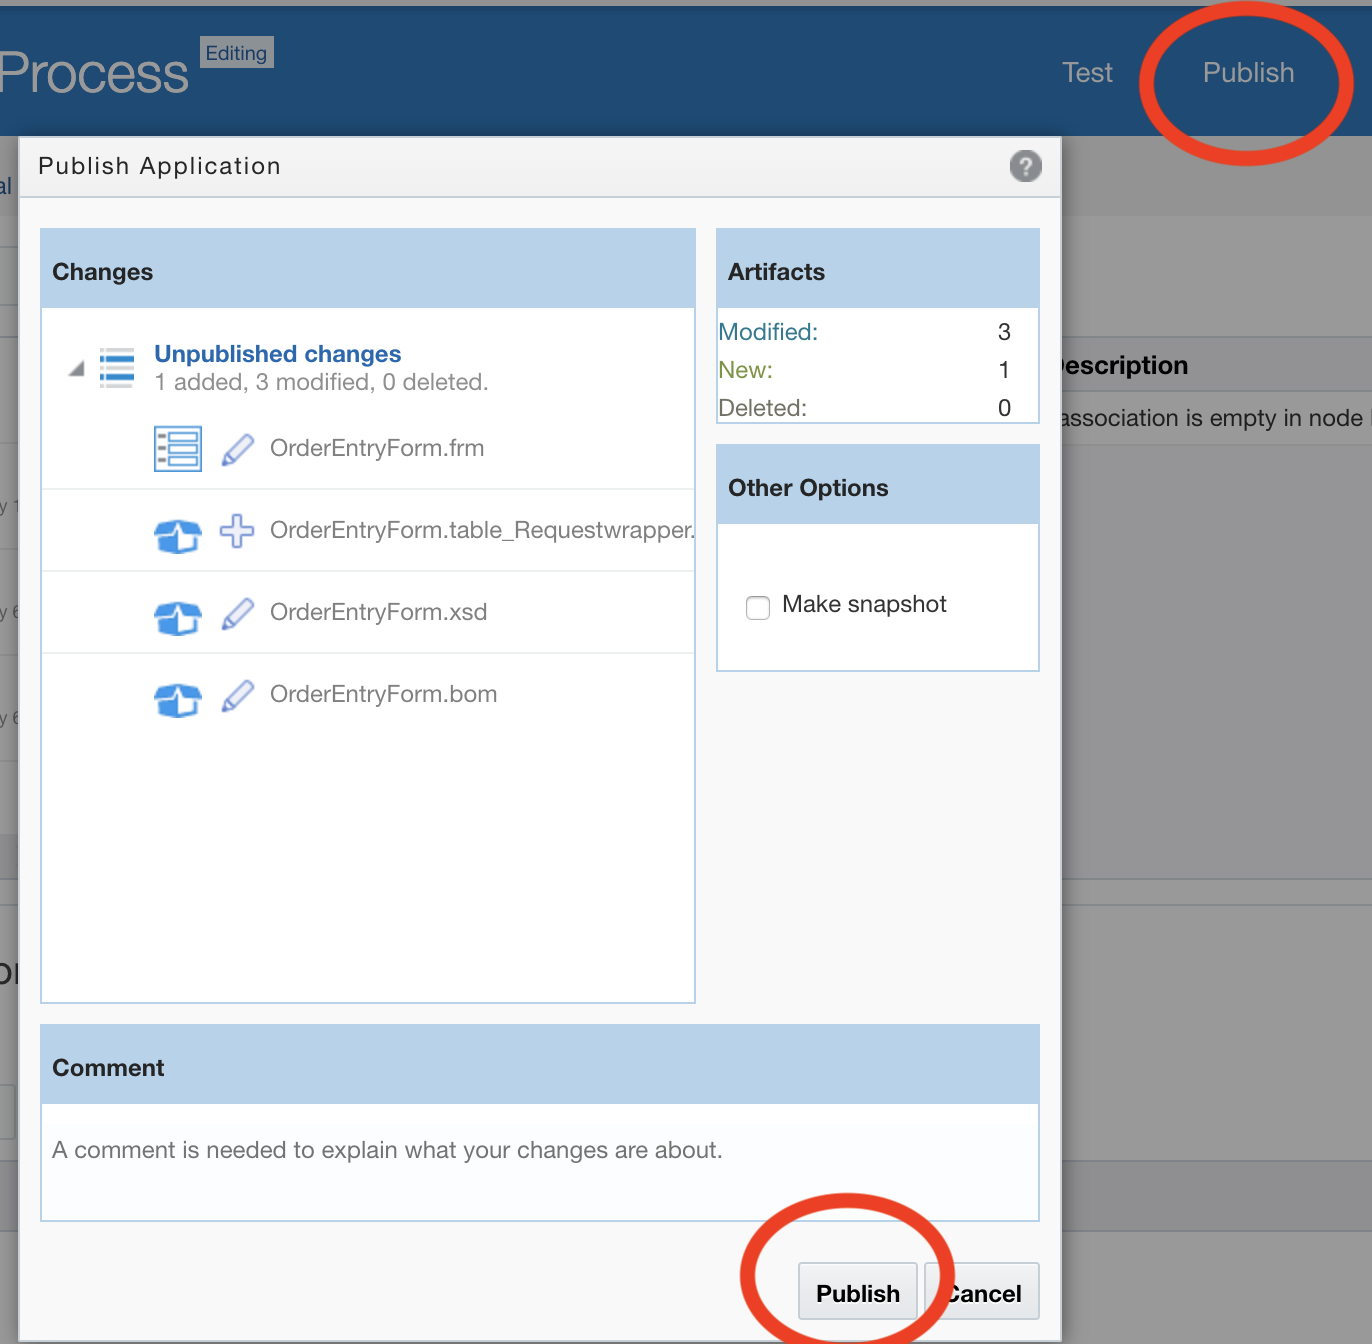 Process
Editing
Test
Publish
Publish Application
?
al
Changes
Artifacts
Unpublished changes
1 added, 3 modified, 0 deleted.
Modified: 3
New: 1
Deleted: 0
Description
association is empty in node
OrderEntryForm.frm
Other Options
OrderEntryForm.table_Requestwrapper.
Make snapshot
OrderEntryForm.xsd
OrderEntryForm.bom
Comment
A comment is needed to explain what your changes are about.
Publish
Cancel